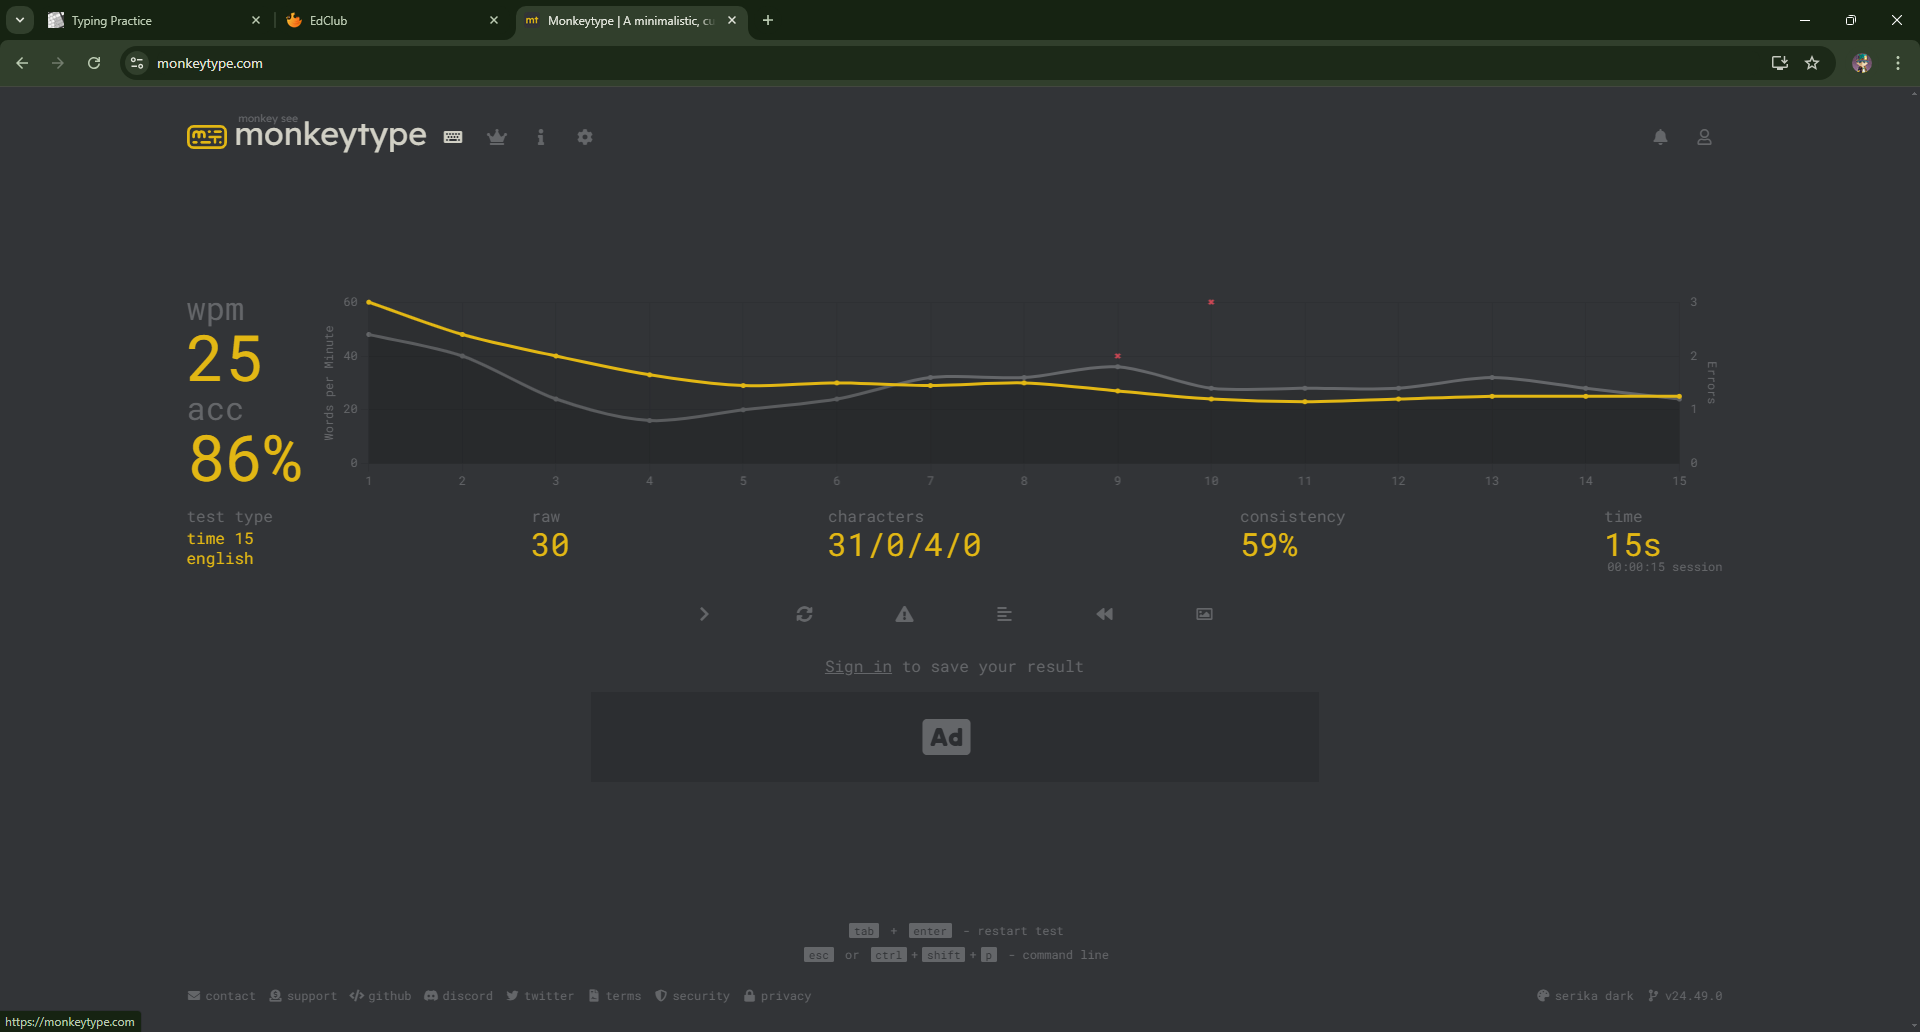 Typing Practice
EdClub
Monkeytype | A minimalistic, cu
monkeytype.com
monkey see
monkeytype
wpm
25
acc
86%
Words per Minute
60
40
20
0
3
2
1
0
Errors
1 2 3 4 5 6 7 8 9 10 11 12 13 14 15
test type
time 15
english
raw
30
characters
31/0/4/0
consistency
59%
time
15s
00:00:15 session
Sign in to save your result
Ad
tab + enter - restart test
esc or ctrl + shift + p - command line
contact support github discord twitter terms security privacy
serika dark v24.49.0
https://monkeytype.com